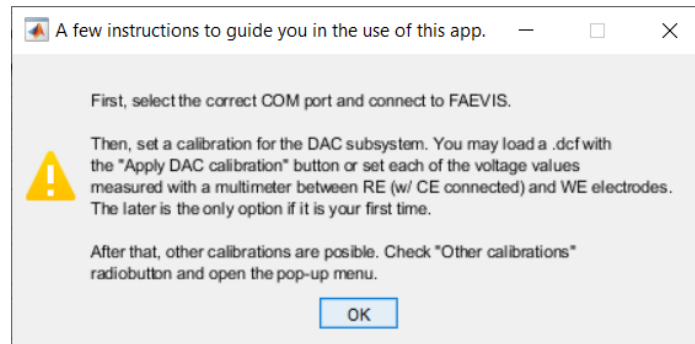 A few instructions to guide you in the use of this app.
First, select the correct COM port and connect to FAEVIS.
Then, set a calibration for the DAC subsystem. You may load a .dcf with
the "Apply DAC calibration" button or set each of the voltage values
measured with a multimeter between RE (w/ CE connected) and WE electrodes.
The later is the only option if it is your first time.
After that, other calibrations are posible. Check "Other calibrations"
radiobutton and open the pop-up menu.
OK